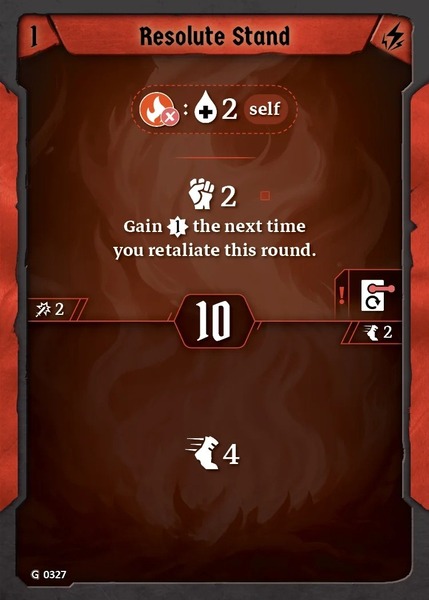 1 Resolute Stand
: 2 self
2
Gain 1 the next time
you retaliate this round.
2 10 !
2
4
G 0327